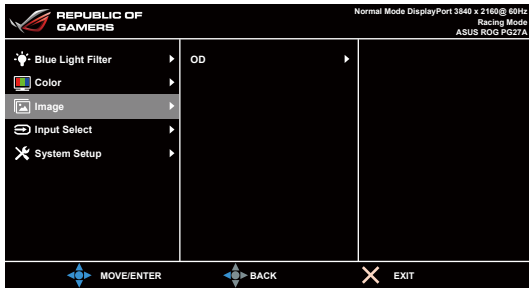 REPUBLIC OF
GAMERS
Normal Mode DisplayPort 3840 x 2160@ 60Hz
Racing Mode
ASUS ROG PG27A
Blue Light Filter
OD
Color
Image
Input Select
System Setup
MOVE/ENTER
BACK
EXIT